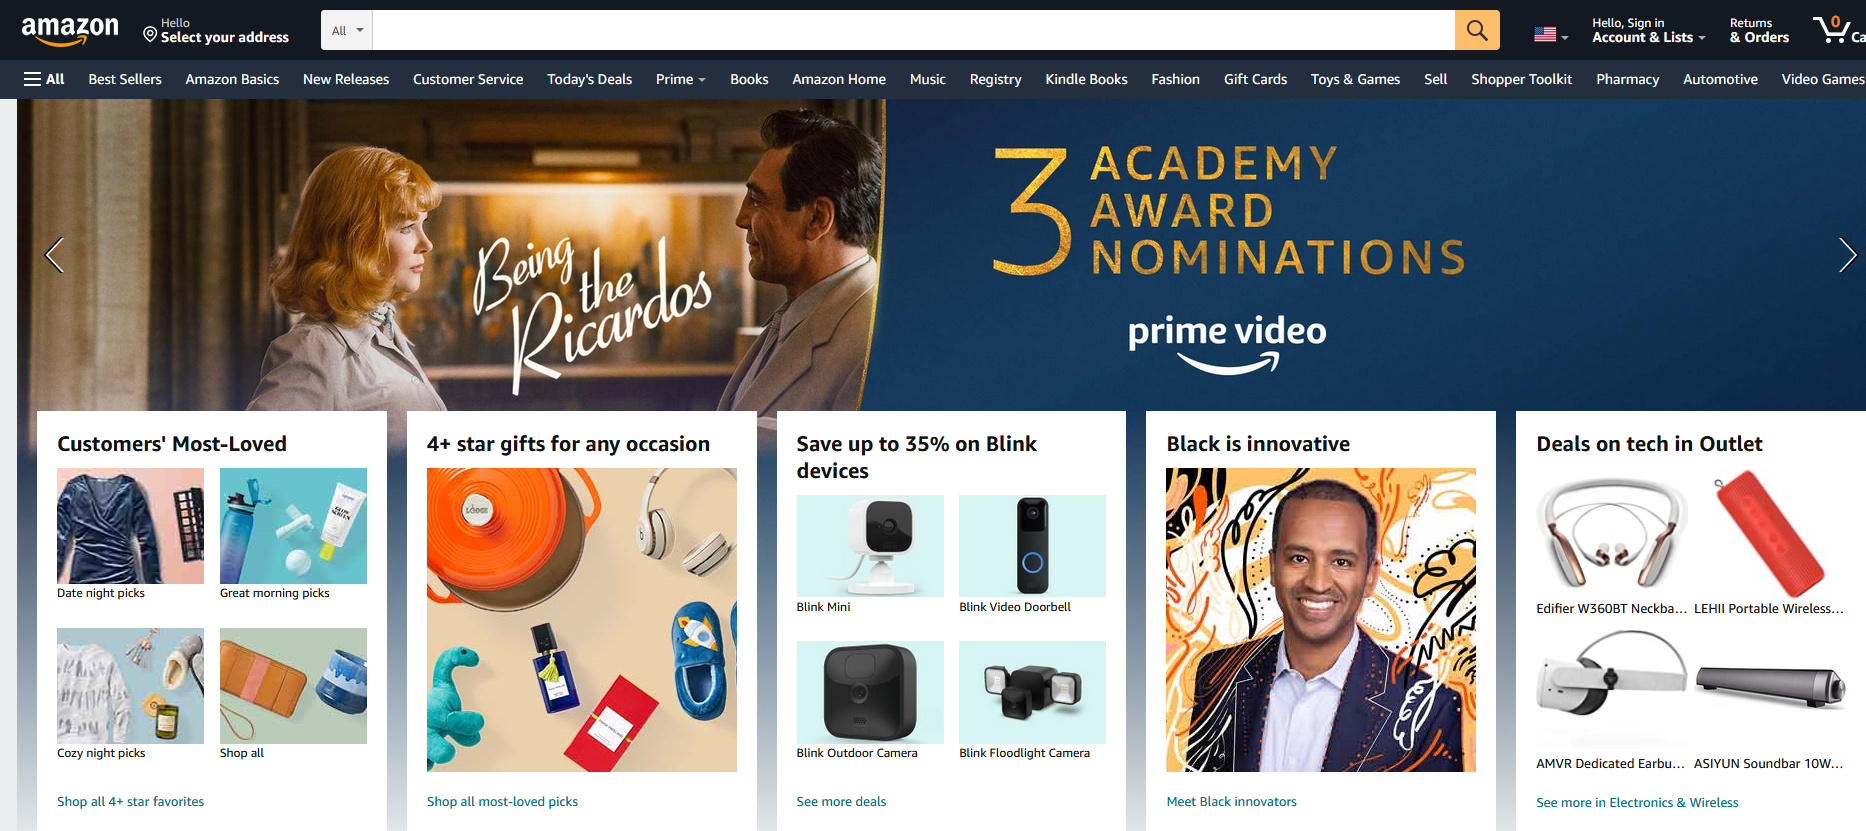 amazon
Hello
Select your address
All
Hello, Sign in
Account & Lists
Returns
& Orders
0
Ca
All
Best Sellers
Amazon Basics
New Releases
Customer Service
Today's Deals
Prime
Books
Amazon Home
Music
Registry
Kindle Books
Fashion
Gift Cards
Toys & Games
Sell
Shopper Toolkit
Pharmacy
Automotive
Video Games
Being
the
Ricardos
3 ACADEMY
AWARD
NOMINATIONS
prime video
Customers' Most-Loved
Date night picks
Great morning picks
Cozy night picks
Shop all
Shop all 4+ star favorites
4+ star gifts for any occasion
LODGE
Shop all most-loved picks
Save up to 35% on Blink
devices
Blink Mini
Blink Video Doorbell
Blink Outdoor Camera
Blink Floodlight Camera
See more deals
Black is innovative
Meet Black innovators
Deals on tech in Outlet
Edifier W360BT Neckba...
LEHII Portable Wireless...
AMVR Dedicated Earbu...
ASIYUN Soundbar 10W...
See more in Electronics & Wireless